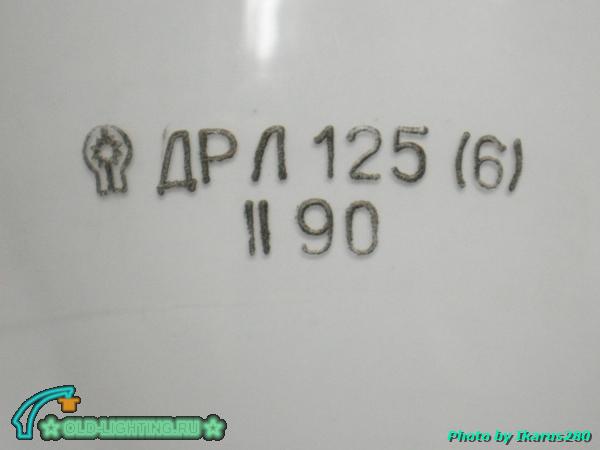 ДРЛ 125 (6)
II 90
OLD-LIGHTING.RU
Photo by Ikarus280